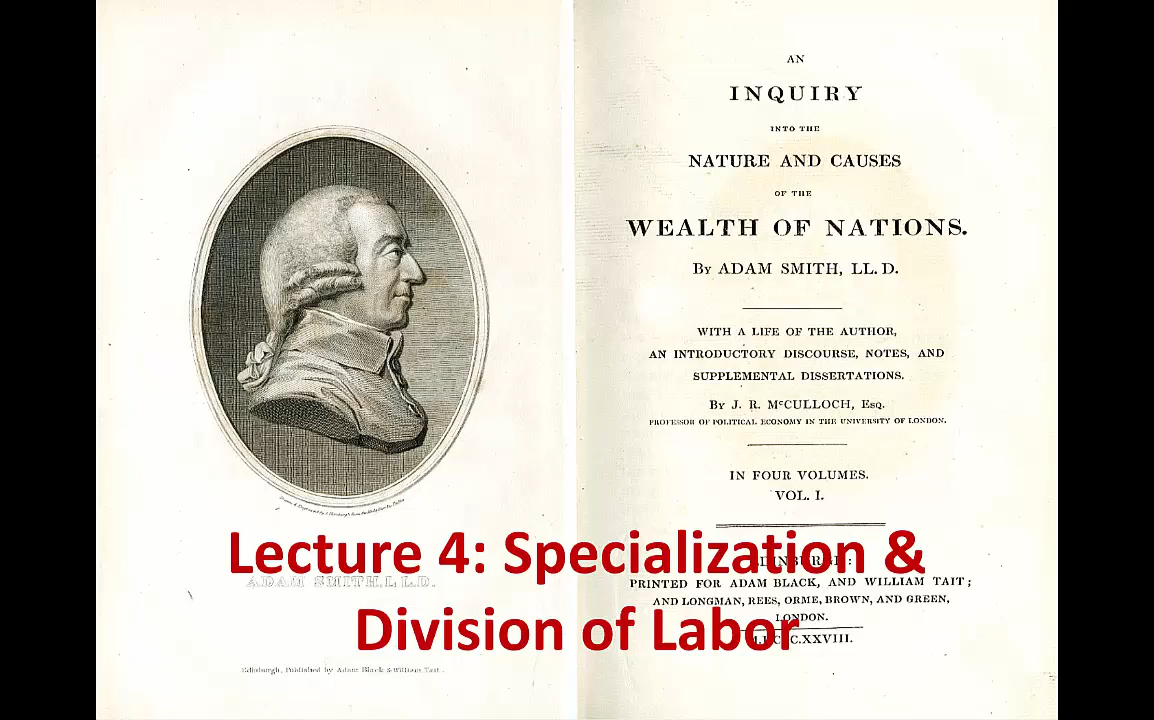 ADAM SMITH, L.L.D.
Edinburgh, Published by Adam Black & William Tait.
AN
INQUIRY
INTO THE
NATURE AND CAUSES
OF THE
WEALTH OF NATIONS.
By ADAM SMITH, LL. D.
WITH A LIFE OF THE AUTHOR,
AN INTRODUCTORY DISCOURSE, NOTES, AND
SUPPLEMENTAL DISSERTATIONS.
By J. R. McCULLOCH, Esq.
PROFESSOR OF POLITICAL ECONOMY IN THE UNIVERSITY OF LONDON.
IN FOUR VOLUMES.
VOL. I.
EDINBURGH:
PRINTED FOR ADAM BLACK, AND WILLIAM TAIT;
AND LONGMAN, REES, ORME, BROWN, AND GREEN,
LONDON.
Lecture 4: Specialization &
Division of Labor